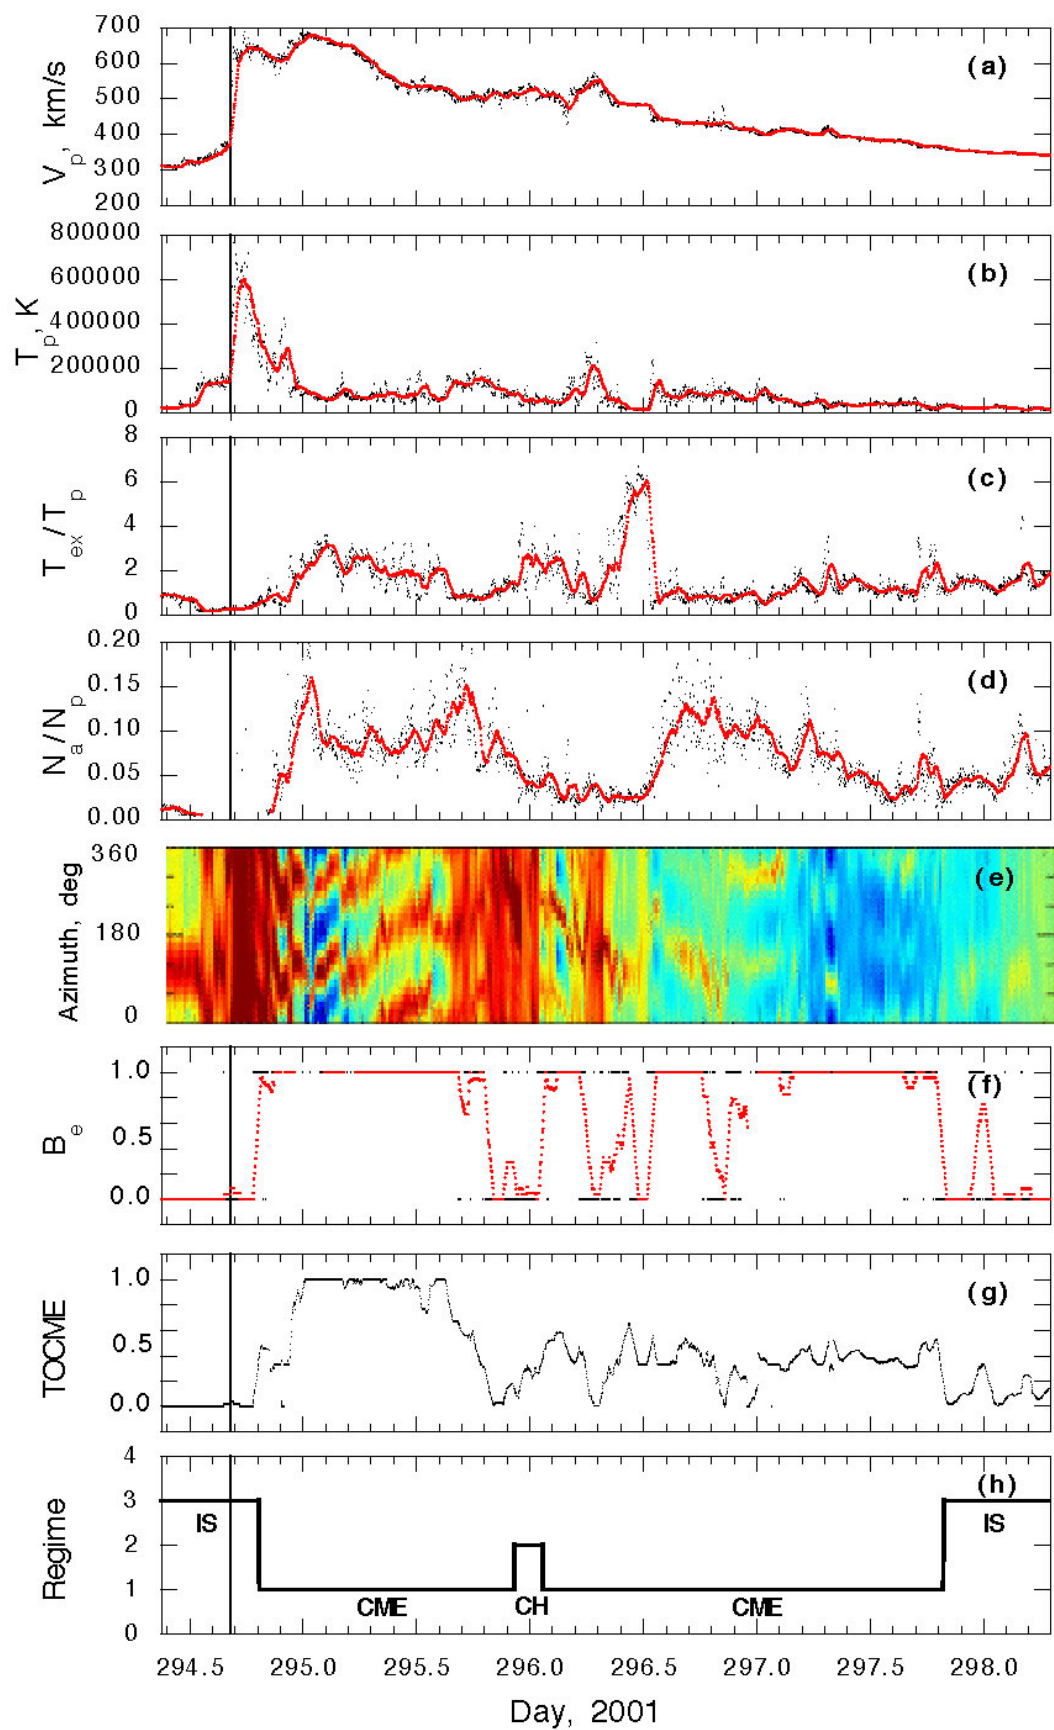 700
600
500
400
300
200
V_p, km/s
(a)
800000
600000
400000
200000
0
T_p, K
(b)
8
6
4
2
0
T_ex/T_p
(c)
0.20
0.15
0.10
0.05
0.00
N_a/N_p
(d)
360
180
0
Azimuth, deg
(e)
1.0
0.5
0.0
B_e
(f)
1.0
0.5
0.0
TOCME
(g)
4
3
2
1
0
Regime
(h)
IS
CME
CH
CME
IS
294.5 295.0 295.5 296.0 296.5 297.0 297.5 298.0
Day, 2001